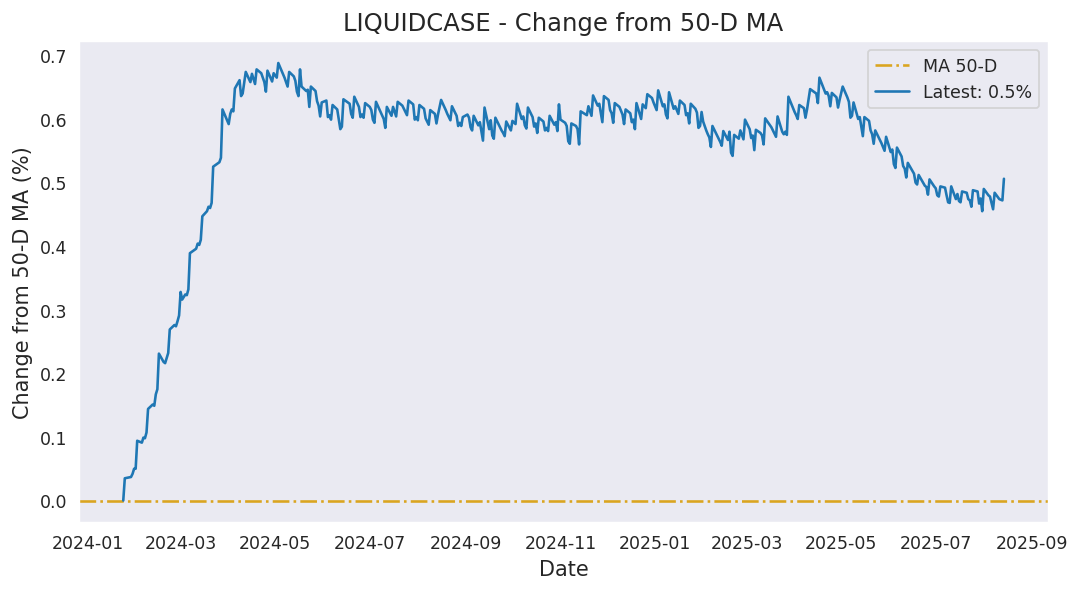 LIQUIDCASE - Change from 50-D MA
MA 50-D
Latest: 0.5%
Change from 50-D MA (%)
0.7
0.6
0.5
0.4
0.3
0.2
0.1
0.0
2024-01 2024-03 2024-05 2024-07 2024-09 2024-11 2025-01 2025-03 2025-05 2025-07 2025-09
Date